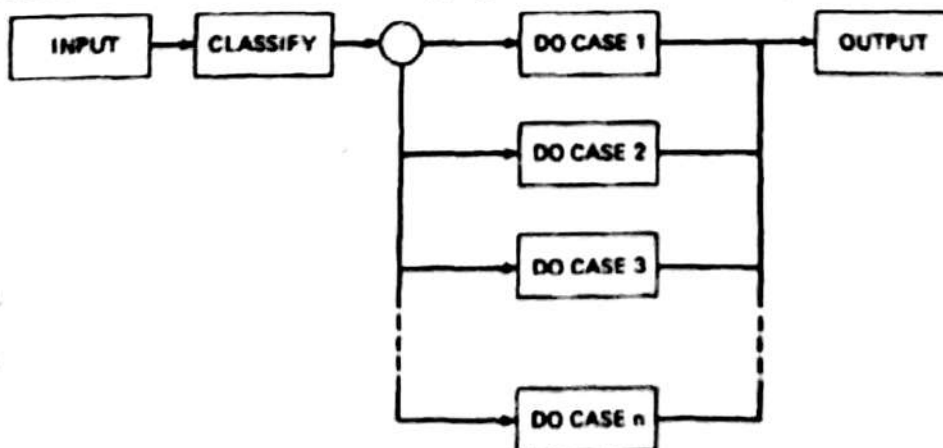 INPUT
CLASSIFY
DO CASE 1
OUTPUT
DO CASE 2
DO CASE 3
DO CASE n